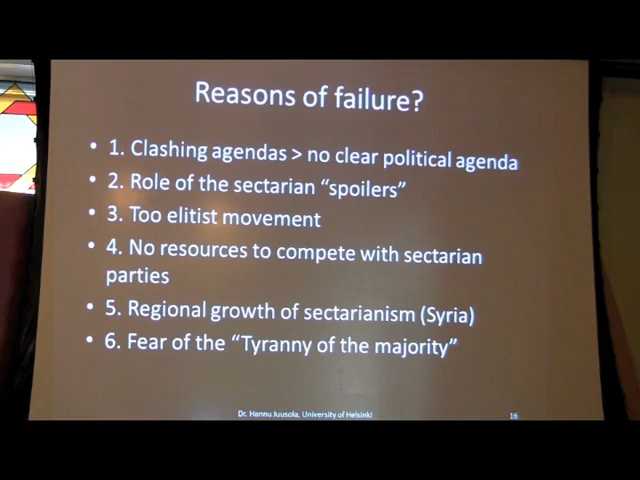 Reasons of failure?
• 1. Clashing agendas > no clear political agenda
• 2. Role of the sectarian “spoilers”
• 3. Too elitist movement
• 4. No resources to compete with sectarian
parties
• 5. Regional growth of sectarianism (Syria)
• 6. Fear of the “Tyranny of the majority”
Dr. Hannu Juusola, University of Helsinki
16